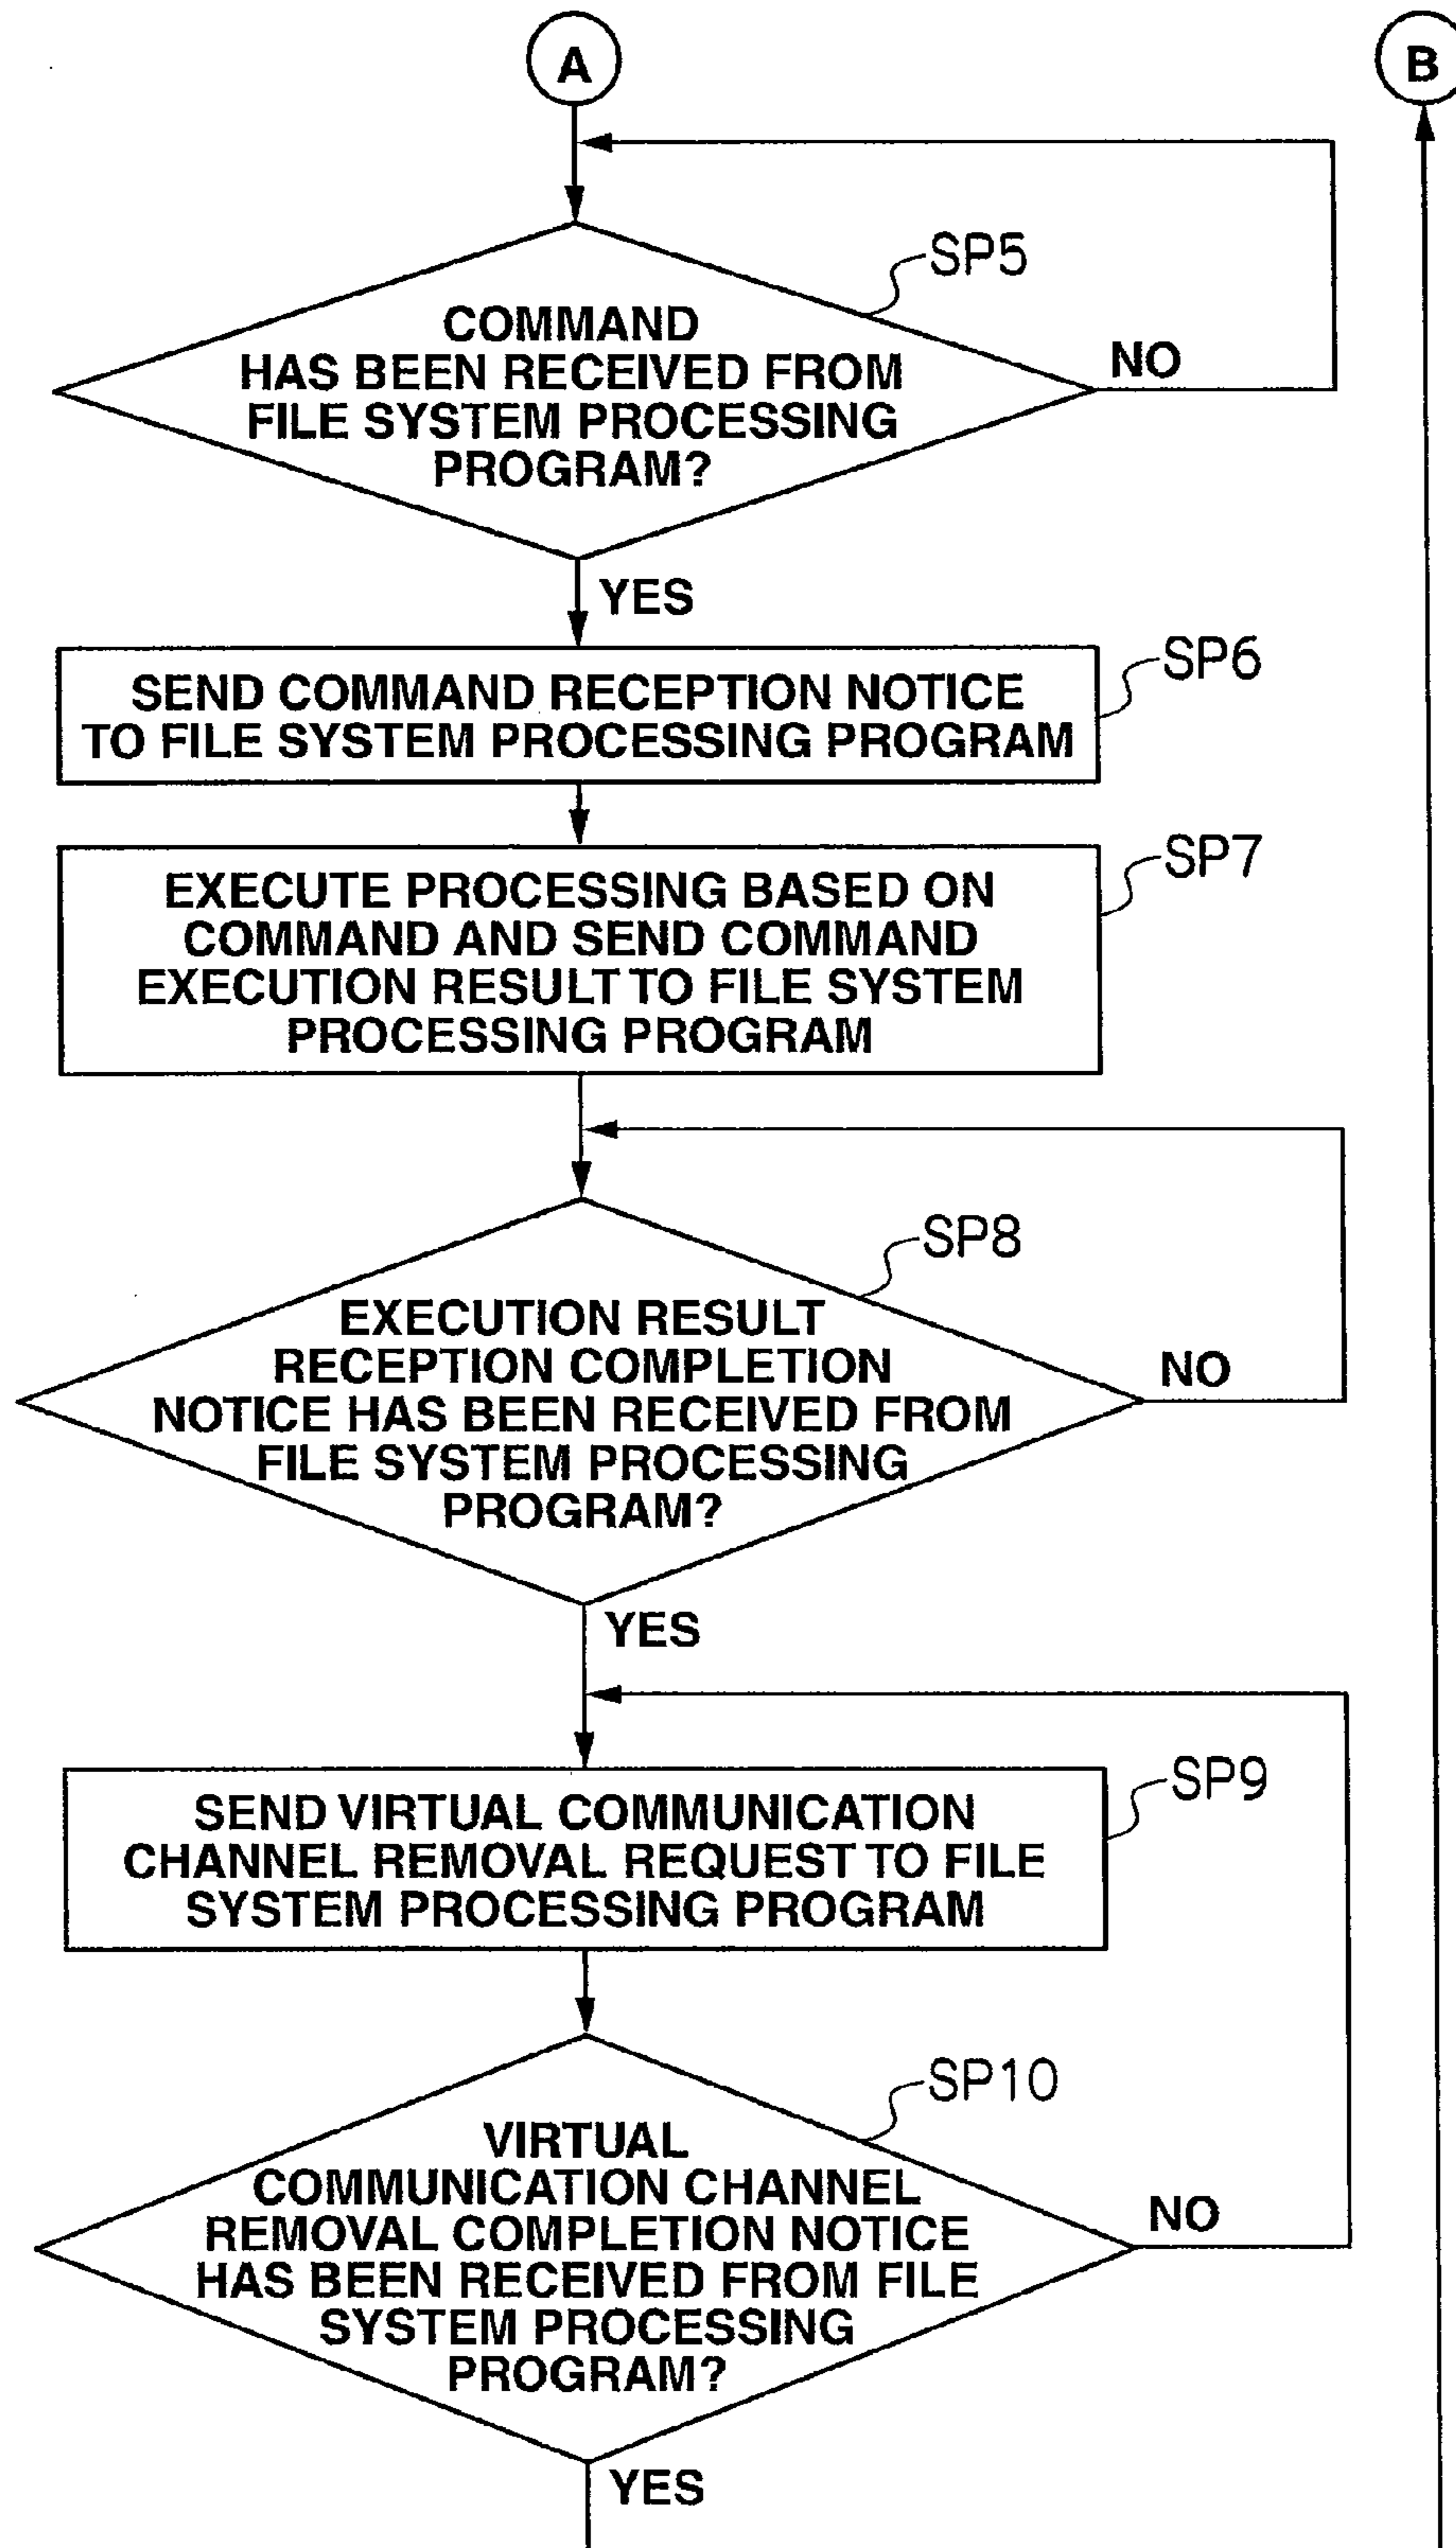 A
B
SP5
COMMAND
HAS BEEN RECEIVED FROM
FILE SYSTEM PROCESSING
PROGRAM?
NO
YES
SP6
SEND COMMAND RECEPTION NOTICE
TO FILE SYSTEM PROCESSING PROGRAM
SP7
EXECUTE PROCESSING BASED ON
COMMAND AND SEND COMMAND
EXECUTION RESULT TO FILE SYSTEM
PROCESSING PROGRAM
SP8
EXECUTION RESULT
RECEPTION COMPLETION
NOTICE HAS BEEN RECEIVED FROM
FILE SYSTEM PROCESSING
PROGRAM?
NO
YES
SP9
SEND VIRTUAL COMMUNICATION
CHANNEL REMOVAL REQUEST TO FILE
SYSTEM PROCESSING PROGRAM
SP10
VIRTUAL
COMMUNICATION CHANNEL
REMOVAL COMPLETION NOTICE
HAS BEEN RECEIVED FROM FILE
SYSTEM PROCESSING
PROGRAM?
NO
YES